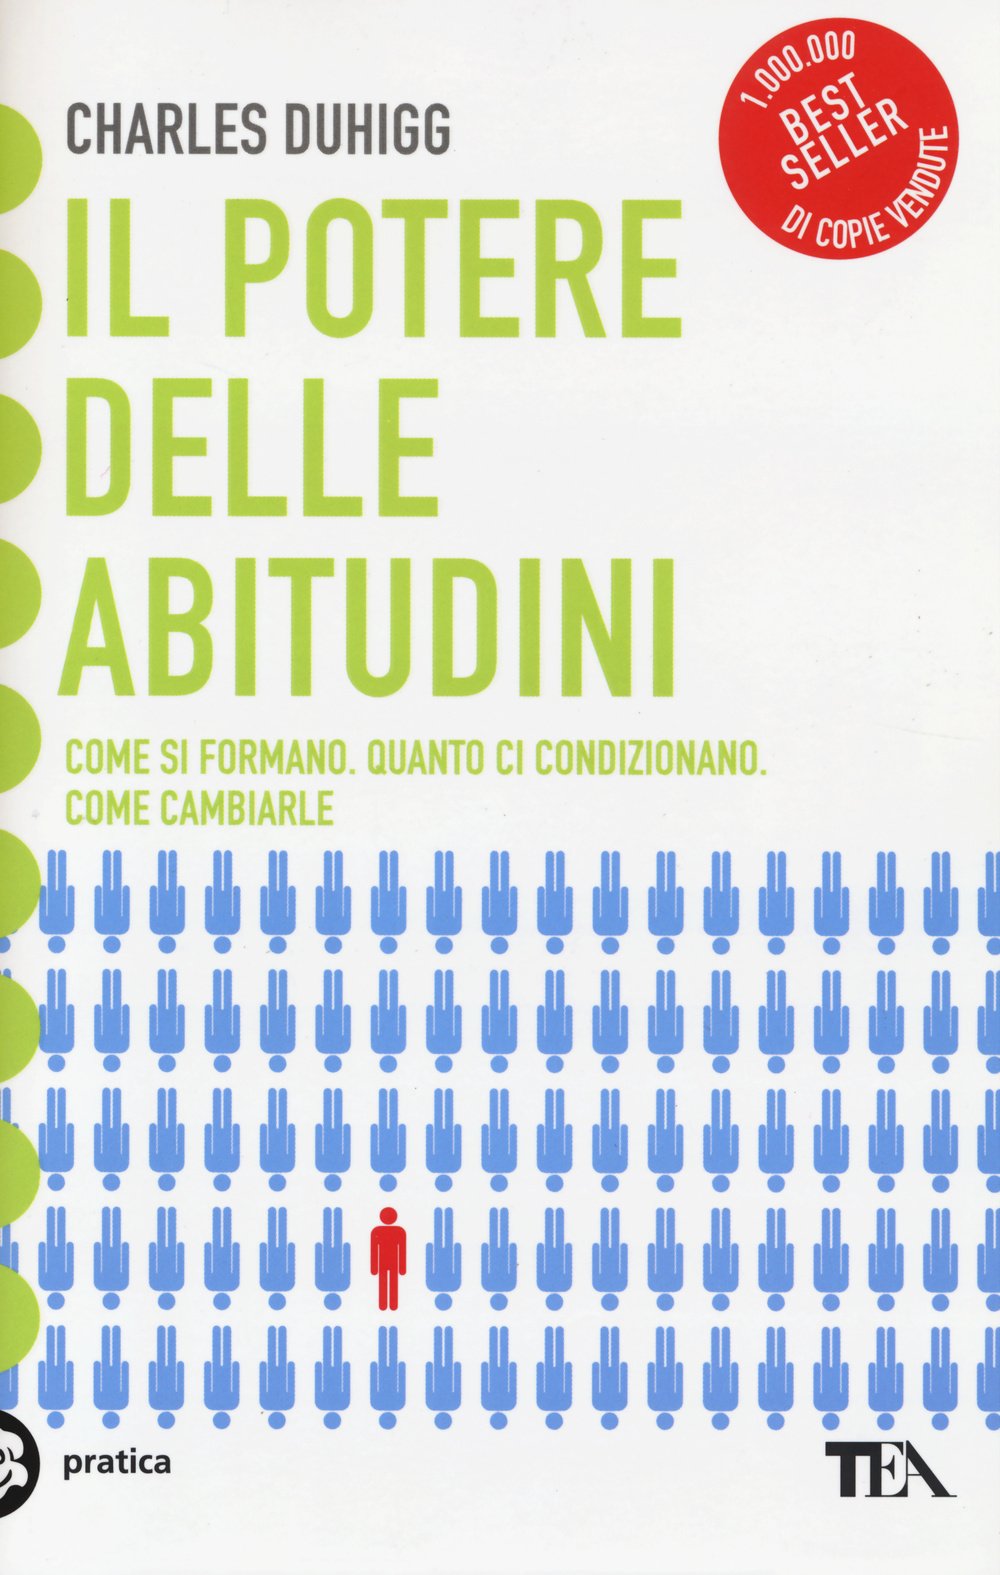 CHARLES DUHIGG
1.000.000
BEST
SELLER
DI COPIE VENDUTE
IL POTERE
DELLE
ABITUDINI
COME SI FORMANO. QUANTO CI CONDIZIONANO.
COME CAMBIARLE
pratica
TEA